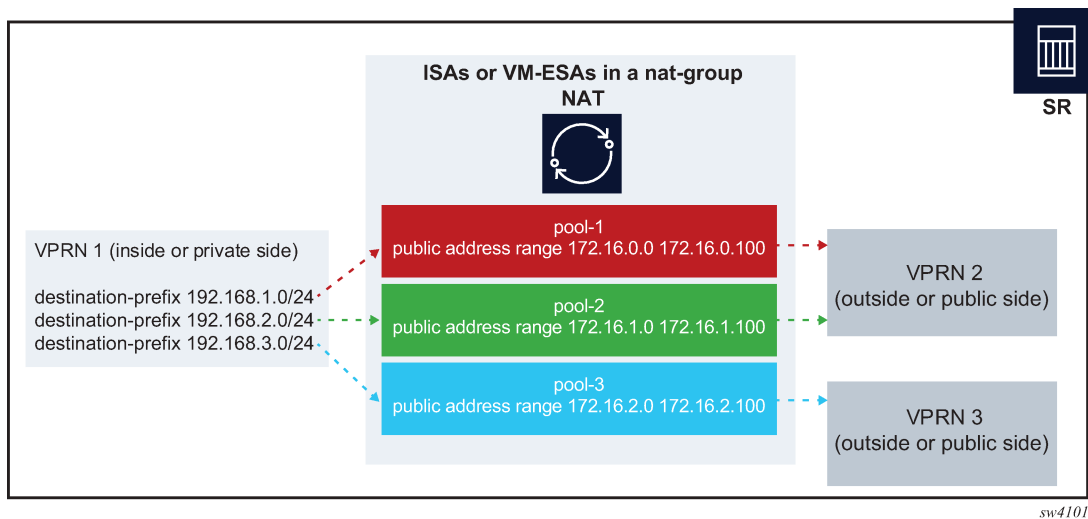 SR
ISAs or VM-ESAs in a nat-group
NAT
VPRN 1 (inside or private side)
destination-prefix 192.168.1.0/24
destination-prefix 192.168.2.0/24
destination-prefix 192.168.3.0/24
pool-1
public address range 172.16.0.0 172.16.0.100
pool-2
public address range 172.16.1.0 172.16.1.100
pool-3
public address range 172.16.2.0 172.16.2.100
VPRN 2
(outside or public side)
VPRN 3
(outside or public side)
sw4101